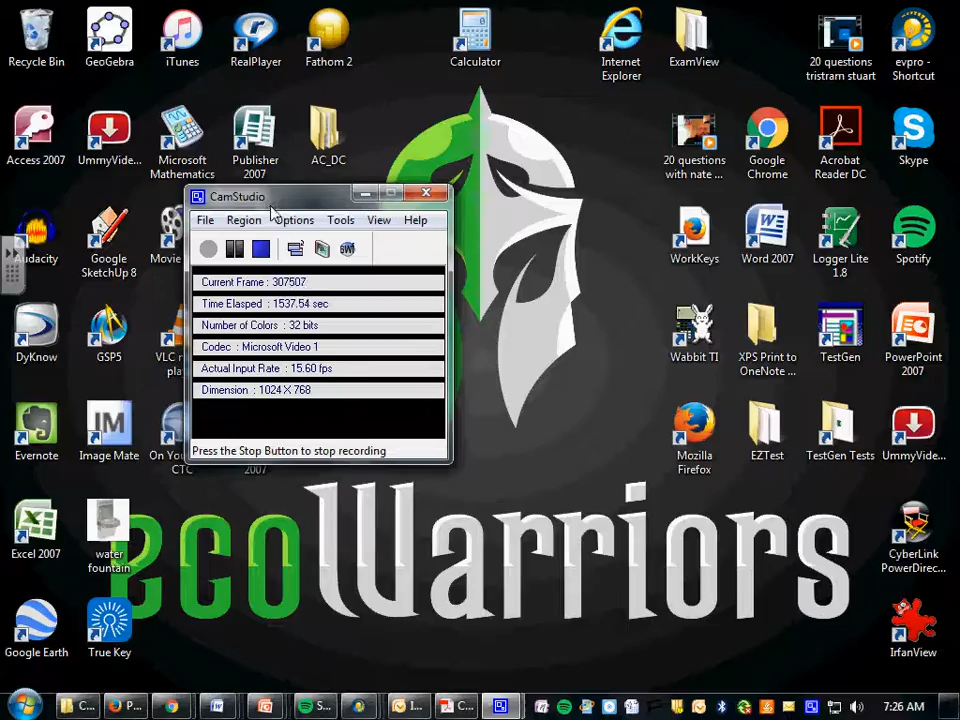 Recycle Bin
GeoGebra
iTunes
RealPlayer
Fathom 2
Calculator
Internet
Explorer
ExamView
20 questions
tristram stuart
evpro -
Shortcut
Access 2007
UmmyVide...
Microsoft
Mathematics
Publisher
2007
AC_DC
20 questions
with nate ...
Google
Chrome
Acrobat
Reader DC
Skype
CamStudio
File Region Options Tools View Help
Current Frame : 307507
Time Elasped : 1537.54 sec
Number of Colors : 32 bits
Codec : Microsoft Video 1
Actual Input Rate : 15.60 fps
Dimension : 1024 X 768
Press the Stop Button to stop recording
Audacity
Google
SketchUp 8
Movie
WorkKeys
Word 2007
Logger Lite
1.8
Spotify
DyKnow
GSP5
VLC
Wabbit TI
XPS Print to
OneNote ...
TestGen
PowerPoint
2007
Evernote
Image Mate
On You
CTC
2007
Mozilla
Firefox
EZTest
TestGen Tests
UmmyVide...
Excel 2007
water
fountain
CyberLink
PowerDirec...
ecoWarriors
Google Earth
True Key
IrfanView
C...
P...
S...
I...
C...
7:26 AM